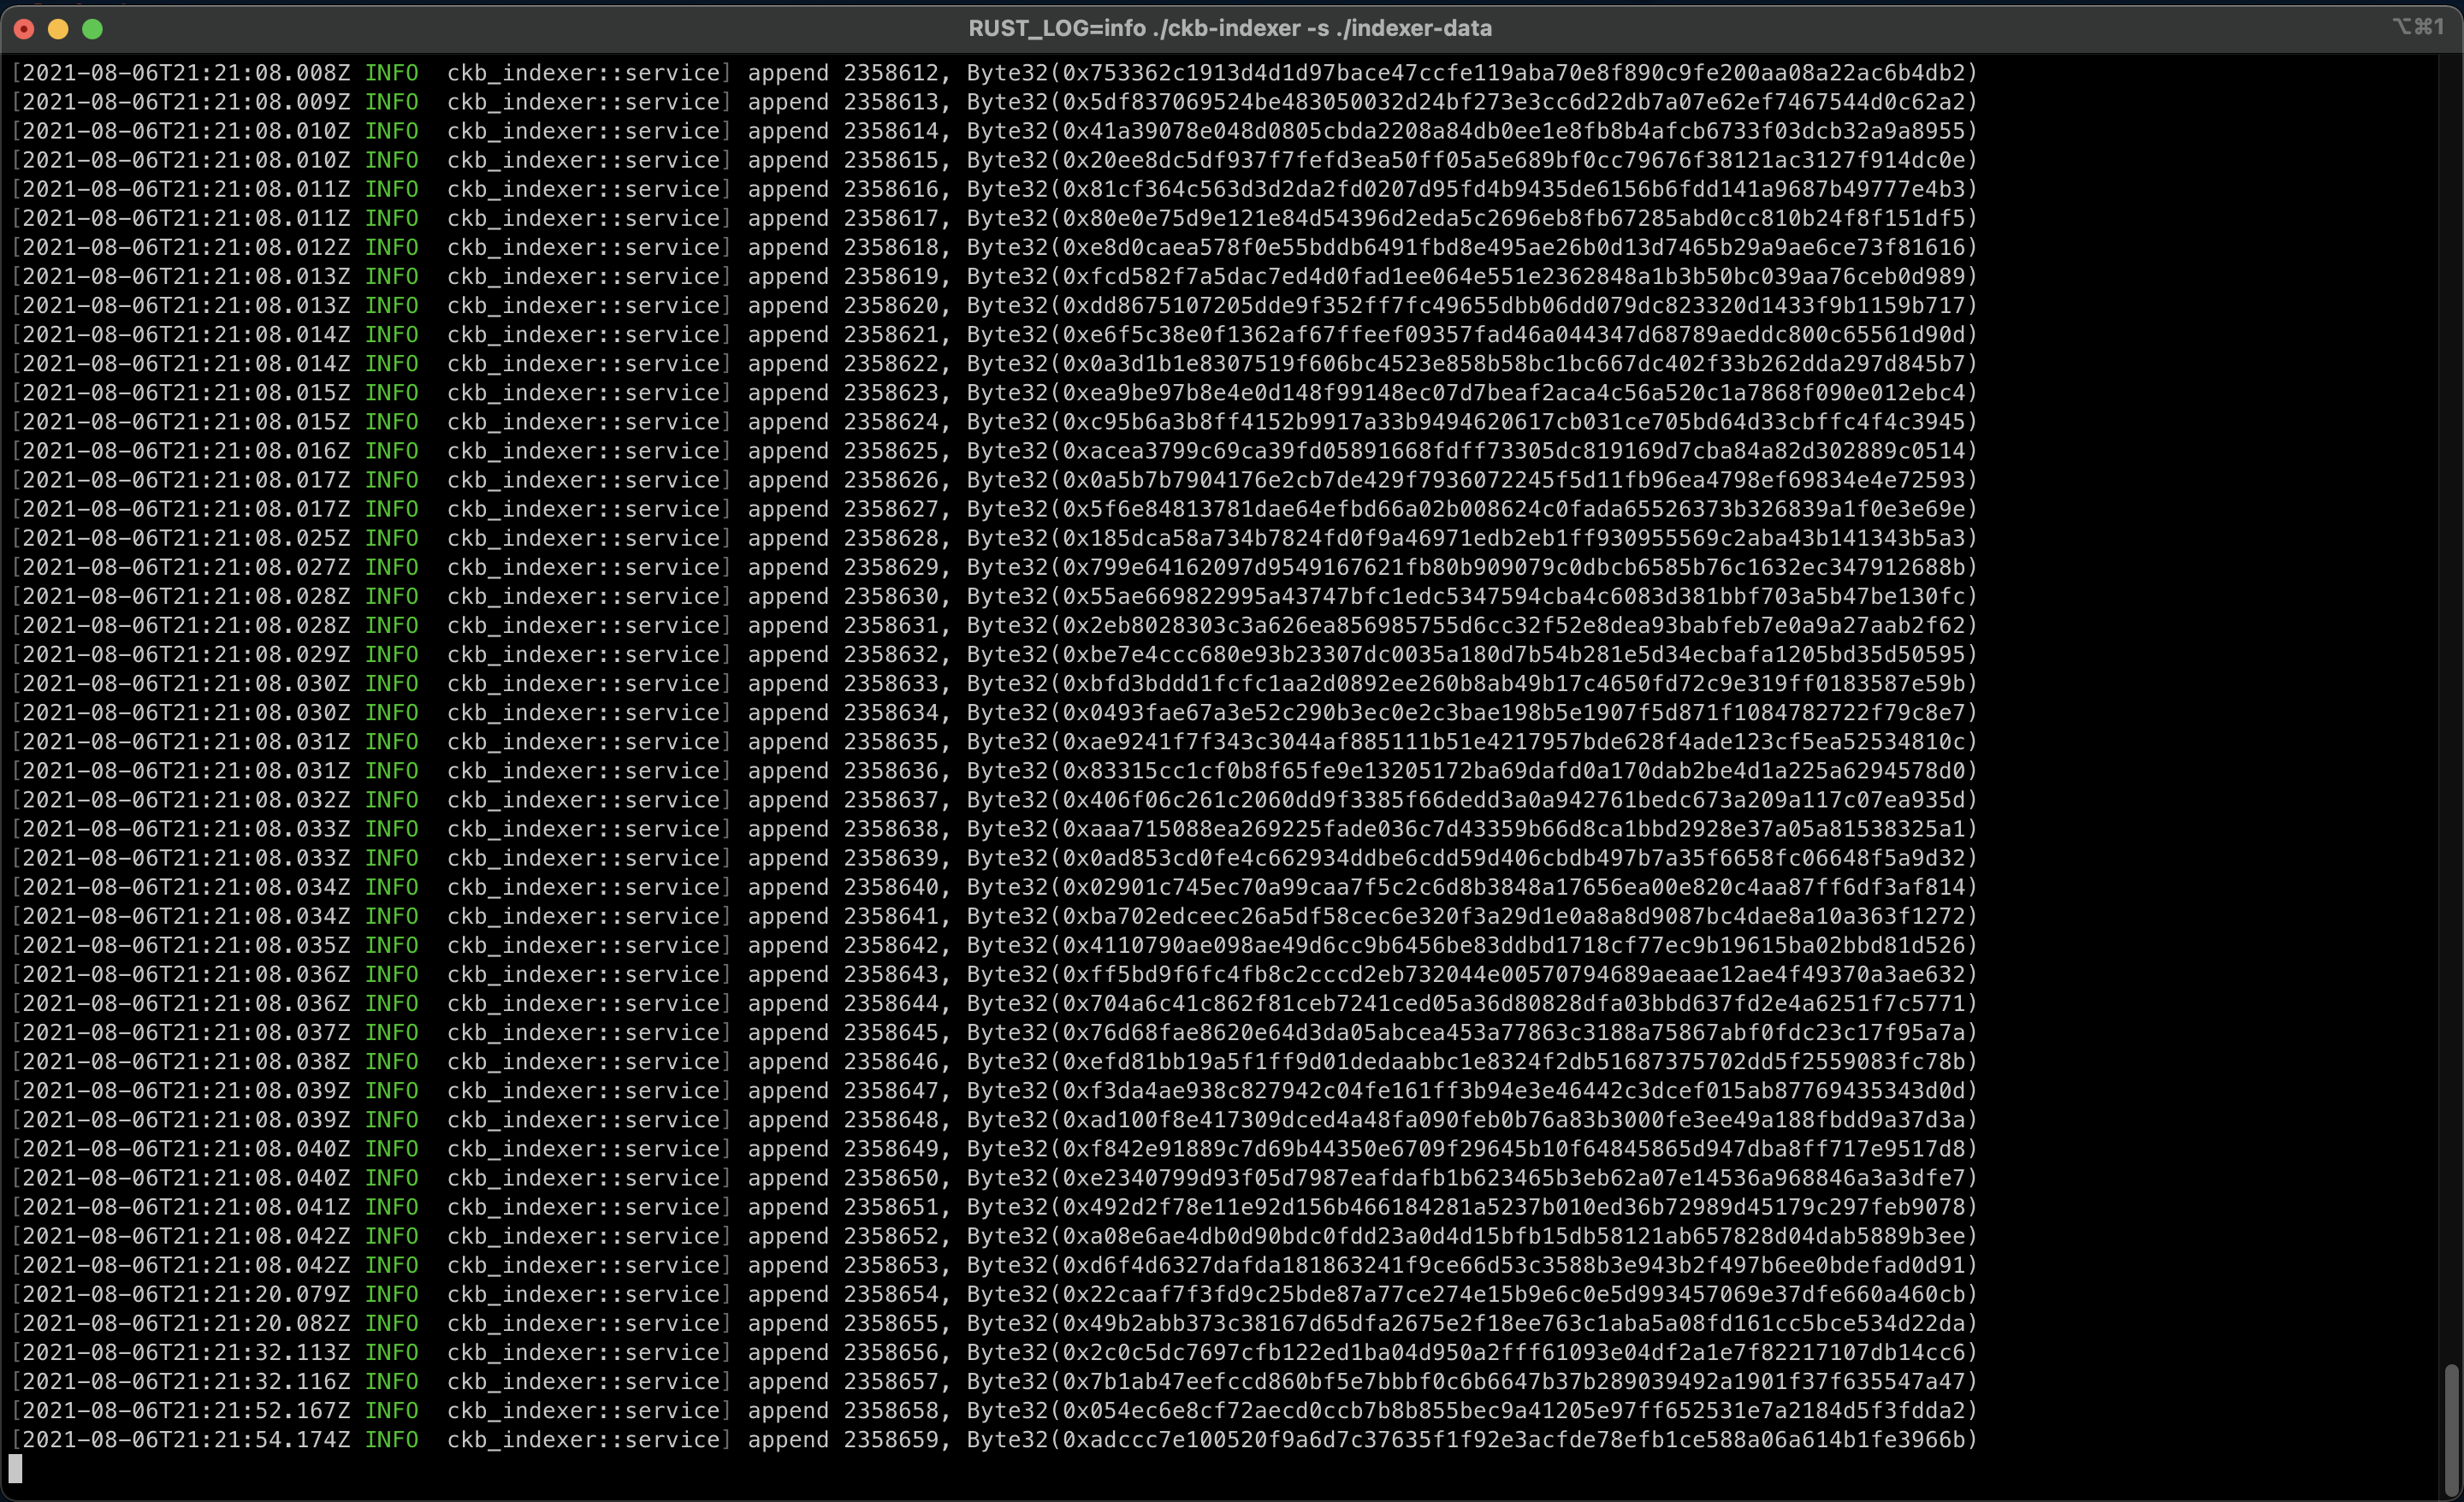 RUST_LOG=info ./ckb-indexer -s ./indexer-data
⌥⌘1
[2021-08-06T21:21:08.008Z INFO  ckb_indexer::service] append 2358612, Byte32(0x753362c1913d4d1d97bace47ccfe119aba70e8f890c9fe200aa08a22ac6b4db2)
[2021-08-06T21:21:08.009Z INFO  ckb_indexer::service] append 2358613, Byte32(0x5df837069524be483050032d24bf273e3cc6d22db7a07e62ef7467544d0c62a2)
[2021-08-06T21:21:08.010Z INFO  ckb_indexer::service] append 2358614, Byte32(0x41a39078e048d0805cbda2208a84db0ee1e8fb8b4afcb6733f03dcb32a9a8955)
[2021-08-06T21:21:08.010Z INFO  ckb_indexer::service] append 2358615, Byte32(0x20ee8dc5df937f7fefd3ea50ff05a5e689bf0cc79676f38121ac3127f914dc0e)
[2021-08-06T21:21:08.011Z INFO  ckb_indexer::service] append 2358616, Byte32(0x81cf364c563d3d2da2fd0207d95fd4b9435de6156b6fdd141a9687b49777e4b3)
[2021-08-06T21:21:08.011Z INFO  ckb_indexer::service] append 2358617, Byte32(0x80e0e75d9e121e84d54396d2eda5c2696eb8fb67285abd0cc810b24f8f151df5)
[2021-08-06T21:21:08.012Z INFO  ckb_indexer::service] append 2358618, Byte32(0xe8d0caea578f0e55bddb6491fbd8e495ae26b0d13d7465b29a9ae6ce73f81616)
[2021-08-06T21:21:08.013Z INFO  ckb_indexer::service] append 2358619, Byte32(0xfcd582f7a5dac7ed4d0fad1ee064e551e2362848a1b3b50bc039aa76ceb0d989)
[2021-08-06T21:21:08.013Z INFO  ckb_indexer::service] append 2358620, Byte32(0xdd8675107205dde9f352ff7fc49655dbb06dd079dc823320d1433f9b1159b717)
[2021-08-06T21:21:08.014Z INFO  ckb_indexer::service] append 2358621, Byte32(0xe6f5c38e0f1362af67ffeef09357fad46a044347d68789aeddc800c65561d90d)
[2021-08-06T21:21:08.014Z INFO  ckb_indexer::service] append 2358622, Byte32(0x0a3d1b1e8307519f606bc4523e858b58bc1bc667dc402f33b262dda297d845b7)
[2021-08-06T21:21:08.015Z INFO  ckb_indexer::service] append 2358623, Byte32(0xea9be97b8e4e0d148f99148ec07d7beaf2aca4c56a520c1a7868f090e012ebc4)
[2021-08-06T21:21:08.015Z INFO  ckb_indexer::service] append 2358624, Byte32(0xc95b6a3b8ff4152b9917a33b9494620617cb031ce705bd64d33cbffc4f4c3945)
[2021-08-06T21:21:08.016Z INFO  ckb_indexer::service] append 2358625, Byte32(0xacea3799c69ca39fd05891668fdff73305dc819169d7cba84a82d302889c0514)
[2021-08-06T21:21:08.017Z INFO  ckb_indexer::service] append 2358626, Byte32(0x0a5b7b7904176e2cb7de429f7936072245f5d11fb96ea4798ef69834e4e72593)
[2021-08-06T21:21:08.017Z INFO  ckb_indexer::service] append 2358627, Byte32(0x5f6e84813781dae64efbd66a02b008624c0fada65526373b326839a1f0e3e69e)
[2021-08-06T21:21:08.025Z INFO  ckb_indexer::service] append 2358628, Byte32(0x185dca58a734b7824fd0f9a46971edb2eb1ff930955569c2aba43b141343b5a3)
[2021-08-06T21:21:08.027Z INFO  ckb_indexer::service] append 2358629, Byte32(0x799e64162097d9549167621fb80b909079c0dbcb6585b76c1632ec347912688b)
[2021-08-06T21:21:08.028Z INFO  ckb_indexer::service] append 2358630, Byte32(0x55ae669822995a43747bfc1edc5347594cba4c6083d381bbf703a5b47be130fc)
[2021-08-06T21:21:08.028Z INFO  ckb_indexer::service] append 2358631, Byte32(0x2eb8028303c3a626ea856985755d6cc32f52e8dea93babfeb7e0a9a27aab2f62)
[2021-08-06T21:21:08.029Z INFO  ckb_indexer::service] append 2358632, Byte32(0xbe7e4ccc680e93b23307dc0035a180d7b54b281e5d34ecbafa1205bd35d50595)
[2021-08-06T21:21:08.030Z INFO  ckb_indexer::service] append 2358633, Byte32(0xbfd3bddd1fcfc1aa2d0892ee260b8ab49b17c4650fd72c9e319ff0183587e59b)
[2021-08-06T21:21:08.030Z INFO  ckb_indexer::service] append 2358634, Byte32(0x0493fae67a3e52c290b3ec0e2c3bae198b5e1907f5d871f1084782722f79c8e7)
[2021-08-06T21:21:08.031Z INFO  ckb_indexer::service] append 2358635, Byte32(0xae9241f7f343c3044af885111b51e4217957bde628f4ade123cf5ea52534810c)
[2021-08-06T21:21:08.031Z INFO  ckb_indexer::service] append 2358636, Byte32(0x83315cc1cf0b8f65fe9e13205172ba69dafd0a170dab2be4d1a225a6294578d0)
[2021-08-06T21:21:08.032Z INFO  ckb_indexer::service] append 2358637, Byte32(0x406f06c261c2060dd9f3385f66dedd3a0a942761bedc673a209a117c07ea935d)
[2021-08-06T21:21:08.033Z INFO  ckb_indexer::service] append 2358638, Byte32(0xaaa715088ea269225fade036c7d43359b66d8ca1bbd2928e37a05a81538325a1)
[2021-08-06T21:21:08.033Z INFO  ckb_indexer::service] append 2358639, Byte32(0x0ad853cd0fe4c662934ddbe6cdd59d406cbdb497b7a35f6658fc06648f5a9d32)
[2021-08-06T21:21:08.034Z INFO  ckb_indexer::service] append 2358640, Byte32(0x02901c745ec70a99caa7f5c2c6d8b3848a17656ea00e820c4aa87ff6df3af814)
[2021-08-06T21:21:08.034Z INFO  ckb_indexer::service] append 2358641, Byte32(0xba702edceec26a5df58cec6e320f3a29d1e0a8a8d9087bc4dae8a10a363f1272)
[2021-08-06T21:21:08.035Z INFO  ckb_indexer::service] append 2358642, Byte32(0x4110790ae098ae49d6cc9b6456be83ddbd1718cf77ec9b19615ba02bbd81d526)
[2021-08-06T21:21:08.036Z INFO  ckb_indexer::service] append 2358643, Byte32(0xff5bd9f6fc4fb8c2cccd2eb732044e00570794689aeaae12ae4f49370a3ae632)
[2021-08-06T21:21:08.036Z INFO  ckb_indexer::service] append 2358644, Byte32(0x704a6c41c862f81ceb7241ced05a36d80828dfa03bbd637fd2e4a6251f7c5771)
[2021-08-06T21:21:08.037Z INFO  ckb_indexer::service] append 2358645, Byte32(0x76d68fae8620e64d3da05abcea453a77863c3188a75867abf0fdc23c17f95a7a)
[2021-08-06T21:21:08.038Z INFO  ckb_indexer::service] append 2358646, Byte32(0xefd81bb19a5f1ff9d01dedaabbc1e8324f2db51687375702dd5f2559083fc78b)
[2021-08-06T21:21:08.039Z INFO  ckb_indexer::service] append 2358647, Byte32(0xf3da4ae938c827942c04fe161ff3b94e3e46442c3dcef015ab87769435343d0d)
[2021-08-06T21:21:08.039Z INFO  ckb_indexer::service] append 2358648, Byte32(0xad100f8e417309dced4a48fa090feb0b76a83b3000fe3ee49a188fbdd9a37d3a)
[2021-08-06T21:21:08.040Z INFO  ckb_indexer::service] append 2358649, Byte32(0xf842e91889c7d69b44350e6709f29645b10f64845865d947dba8ff717e9517d8)
[2021-08-06T21:21:08.040Z INFO  ckb_indexer::service] append 2358650, Byte32(0xe2340799d93f05d7987eafdafb1b623465b3eb62a07e14536a968846a3a3dfe7)
[2021-08-06T21:21:08.041Z INFO  ckb_indexer::service] append 2358651, Byte32(0x492d2f78e11e92d156b466184281a5237b010ed36b72989d45179c297feb9078)
[2021-08-06T21:21:08.042Z INFO  ckb_indexer::service] append 2358652, Byte32(0xa08e6ae4db0d90bdc0fdd23a0d4d15bfb15db58121ab657828d04dab5889b3ee)
[2021-08-06T21:21:08.042Z INFO  ckb_indexer::service] append 2358653, Byte32(0xd6f4d6327dafda181863241f9ce66d53c3588b3e943b2f497b6ee0bdefad0d91)
[2021-08-06T21:21:20.079Z INFO  ckb_indexer::service] append 2358654, Byte32(0x22caaf7f3fd9c25bde87a77ce274e15b9e6c0e5d993457069e37dfe660a460cb)
[2021-08-06T21:21:20.082Z INFO  ckb_indexer::service] append 2358655, Byte32(0x49b2abb373c38167d65dfa2675e2f18ee763c1aba5a08fd161cc5bce534d22da)
[2021-08-06T21:21:32.113Z INFO  ckb_indexer::service] append 2358656, Byte32(0x2c0c5dc7697cfb122ed1ba04d950a2fff61093e04df2a1e7f82217107db14cc6)
[2021-08-06T21:21:32.116Z INFO  ckb_indexer::service] append 2358657, Byte32(0x7b1ab47eefccd860bf5e7bbbf0c6b6647b37b289039492a1901f37f635547a47)
[2021-08-06T21:21:52.167Z INFO  ckb_indexer::service] append 2358658, Byte32(0x054ec6e8cf72aecd0ccb7b8b855bec9a41205e97ff652531e7a2184d5f3fdda2)
[2021-08-06T21:21:54.174Z INFO  ckb_indexer::service] append 2358659, Byte32(0xadccc7e100520f9a6d7c37635f1f92e3acfde78efb1ce588a06a614b1fe3966b)